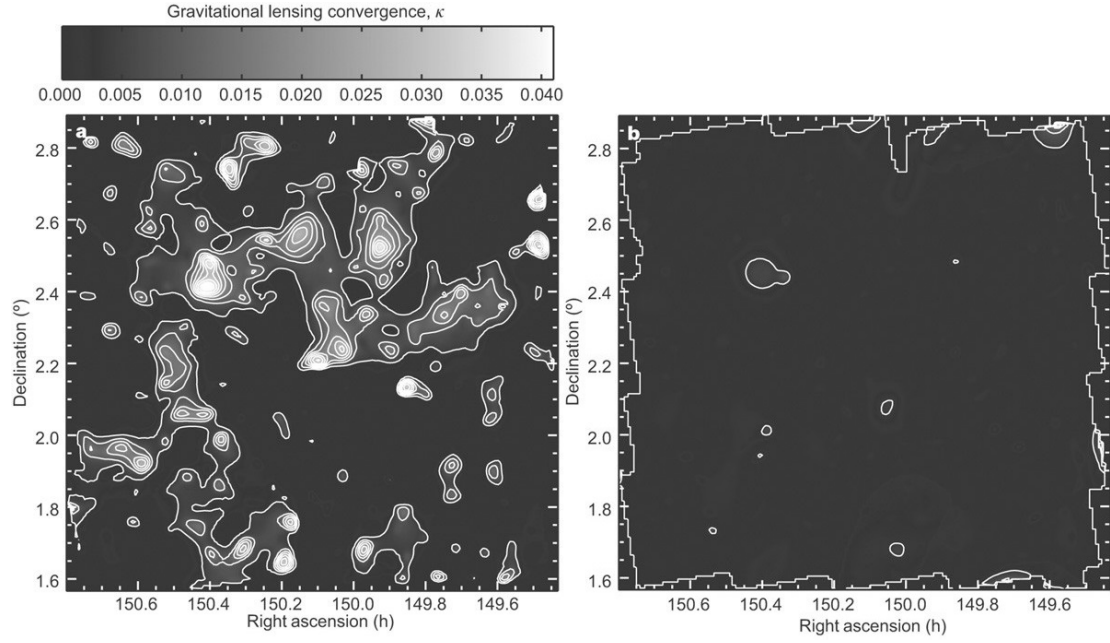 Gravitational lensing convergence, κ
0.000 0.005 0.010 0.015 0.020 0.025 0.030 0.035 0.040
a
Declination (º)
2.8
2.6
2.4
2.2
2.0
1.8
1.6
150.6 150.4 150.2 150.0 149.8 149.6
Right ascension (h)
b
Declination (º)
2.8
2.6
2.4
2.2
2.0
1.8
1.6
150.6 150.4 150.2 150.0 149.8 149.6
Right ascension (h)